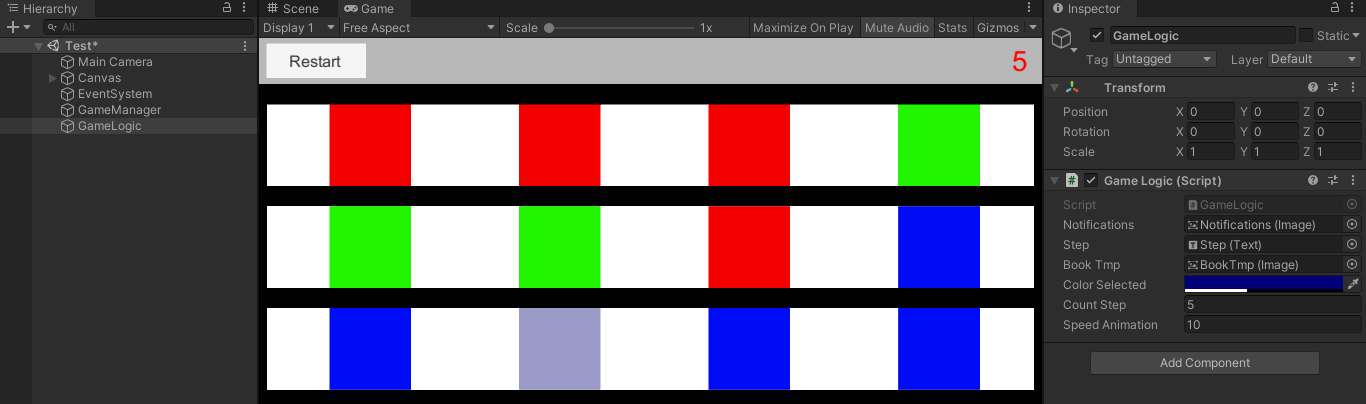 Hierarchy
All
Test*
Main Camera
Canvas
EventSystem
GameManager
GameLogic
Scene Game
Display 1 Free Aspect Scale 1x Maximize On Play Mute Audio Stats Gizmos
Restart 5
Inspector
GameLogic Static
Tag Untagged Layer Default
Transform
Position X 0 Y 0 Z 0
Rotation X 0 Y 0 Z 0
Scale X 1 Y 1 Z 1
# Game Logic (Script)
Script GameLogic
Notifications Notifications (Image)
Step Step (Text)
Book Tmp BookTmp (Image)
Color Selected
Count Step 5
Speed Animation 10
Add Component